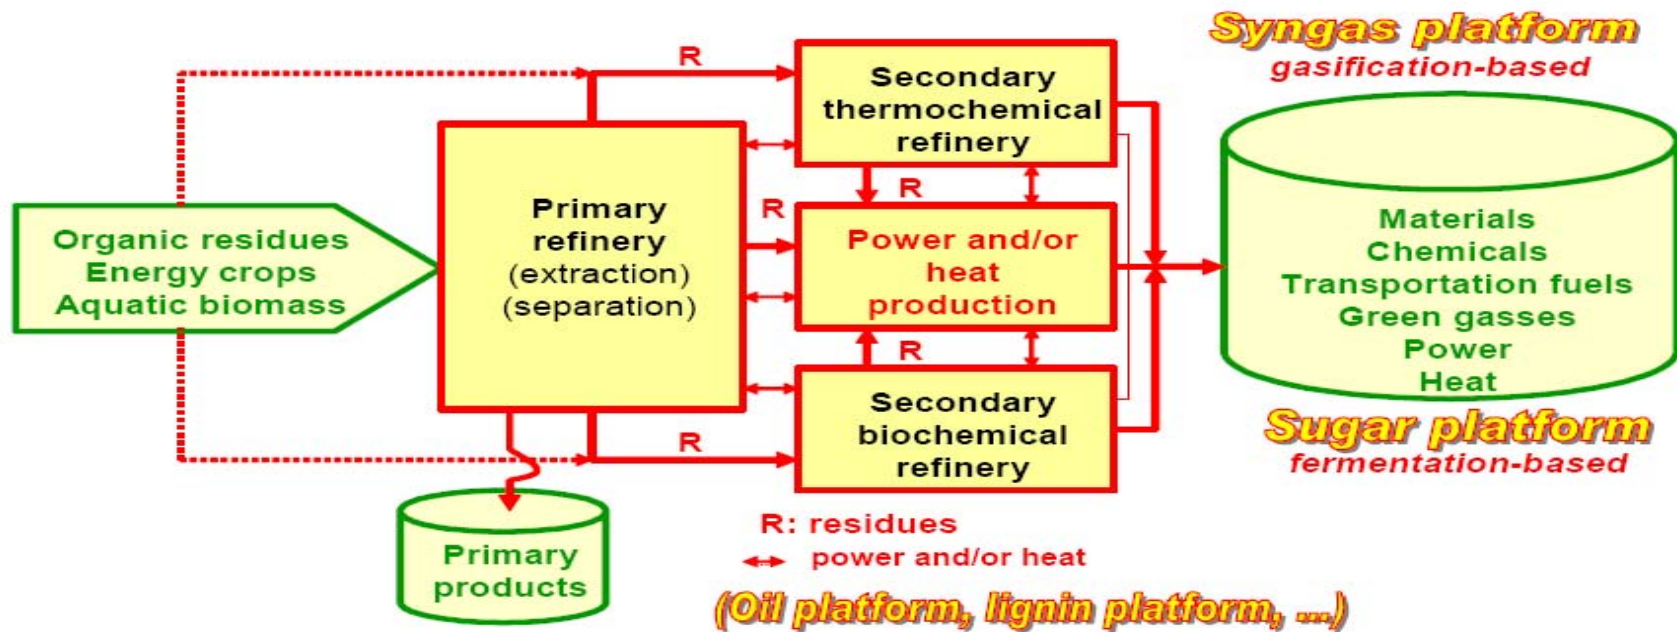 Syngas platform
gasification-based
R
Secondary
thermochemical
refinery
Organic residues
Energy crops
Aquatic biomass
Primary
refinery
(extraction)
(separation)
R
R
Power and/or
heat
production
R
Materials
Chemicals
Transportation fuels
Green gasses
Power
Heat
R
Secondary
biochemical
refinery
Sugar platform
fermentation-based
Primary
products
R: residues
power and/or heat
(Oil platform, lignin platform, ...)